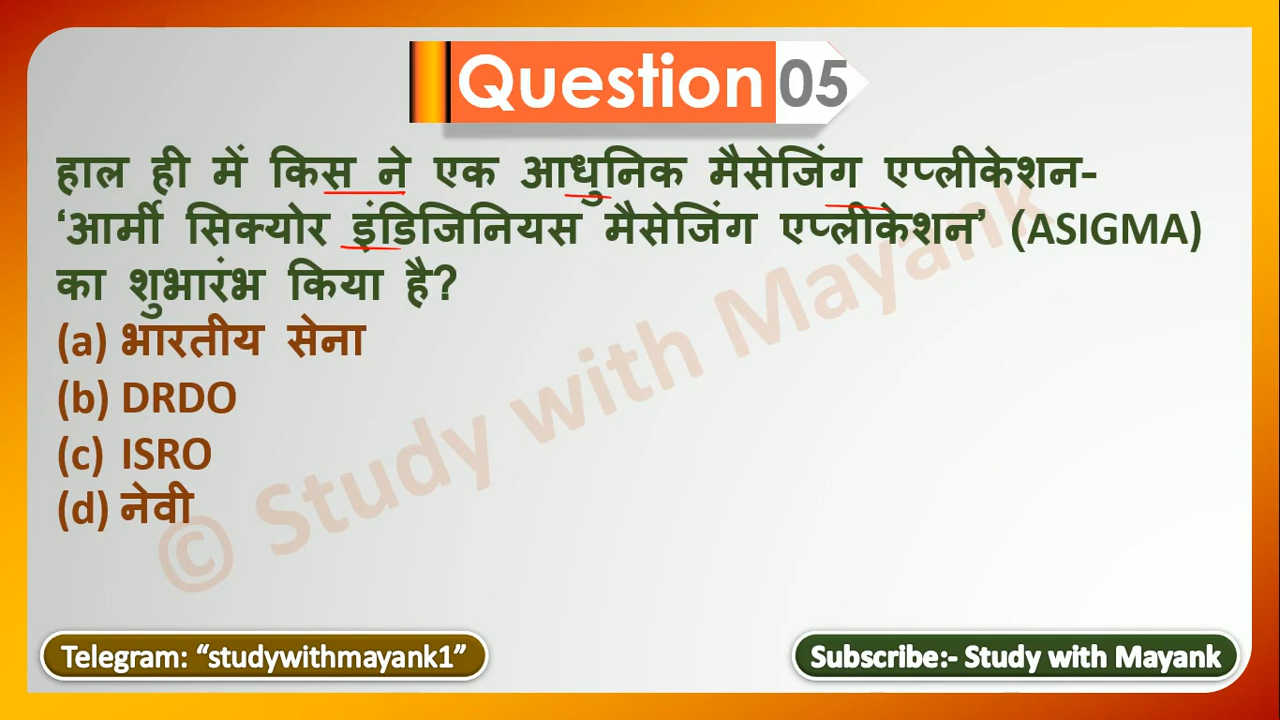 Question 05
हाल ही में किस ने एक आधुनिक मैसेजिंग एप्लीकेशन-
‘आर्मी सिक्योर इंडिजिनियस मैसेजिंग एप्लीकेशन’ (ASIGMA)
का शुभारंभ किया है?
(a) भारतीय सेना
(b) DRDO
(c) ISRO
(d) नेवी
© Study with Mayank
Telegram: “studywithmayank1”
Subscribe:- Study with Mayank